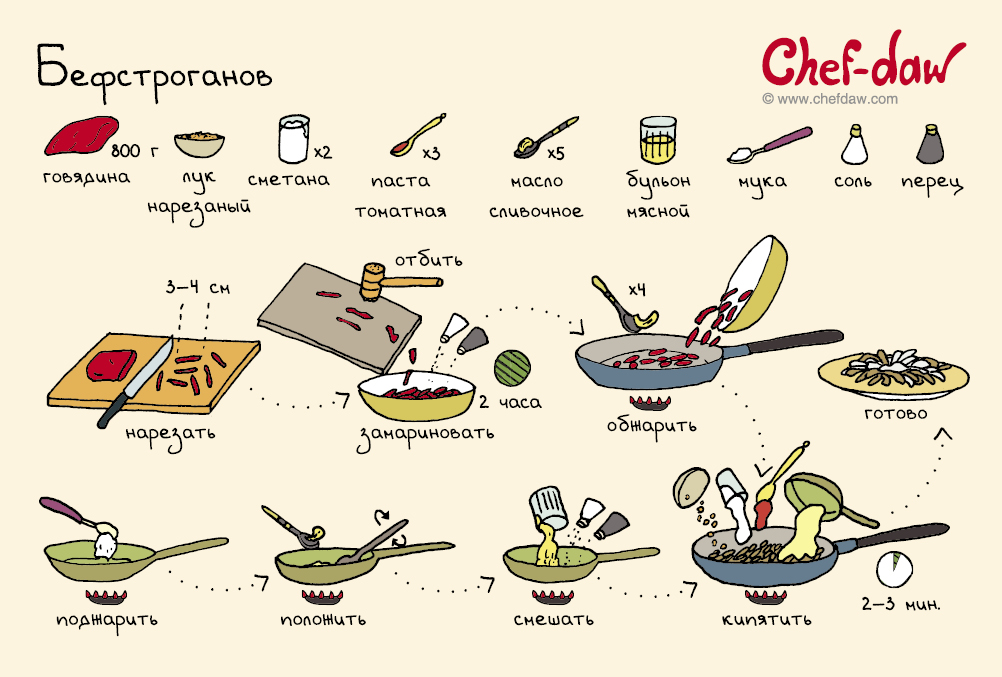 Бефстроганов
Chef-daw
© www.chefdaw.com
800 г
x2
x3
x5
говядина
лук
нарезаный
сметана
паста
томатная
масло
сливочное
бульон
мясной
мука
соль
перец
3-4 см
отбить
x4
2 часа
нарезать
замариновать
обжарить
готово
поджарить
положить
смешать
кипятить
2-3 мин.